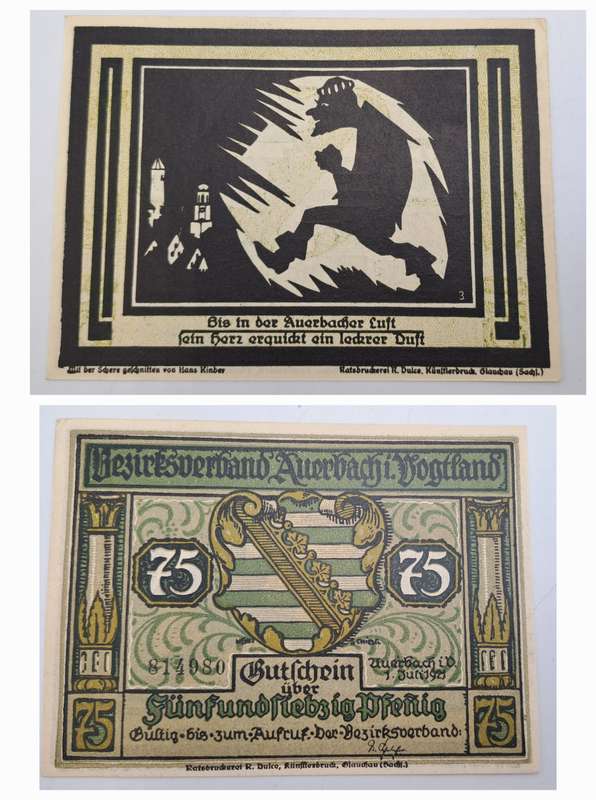 3
Bis in der Auerbacher Luft
sein Herz erquickt ein leckrer Duft
Mit der Schere geschnitten von Hans Kinder
Ratsdruckerei R. Dulce, Künstlerdruck, Glauchau (Sachs.)
Bezirksverband Auerbach i. Vogtland
75
75
814980
Gutschein
über
Auerbach i.V.
1. Juli 1921
Fünfundsiebzig Pfennig
75
75
Gültig · bis · zum · Aufruf · Der · Bezirksverband:
Ratsdruckerei R. Dulce, Künstlerdruck, Glauchau (Sachs.)